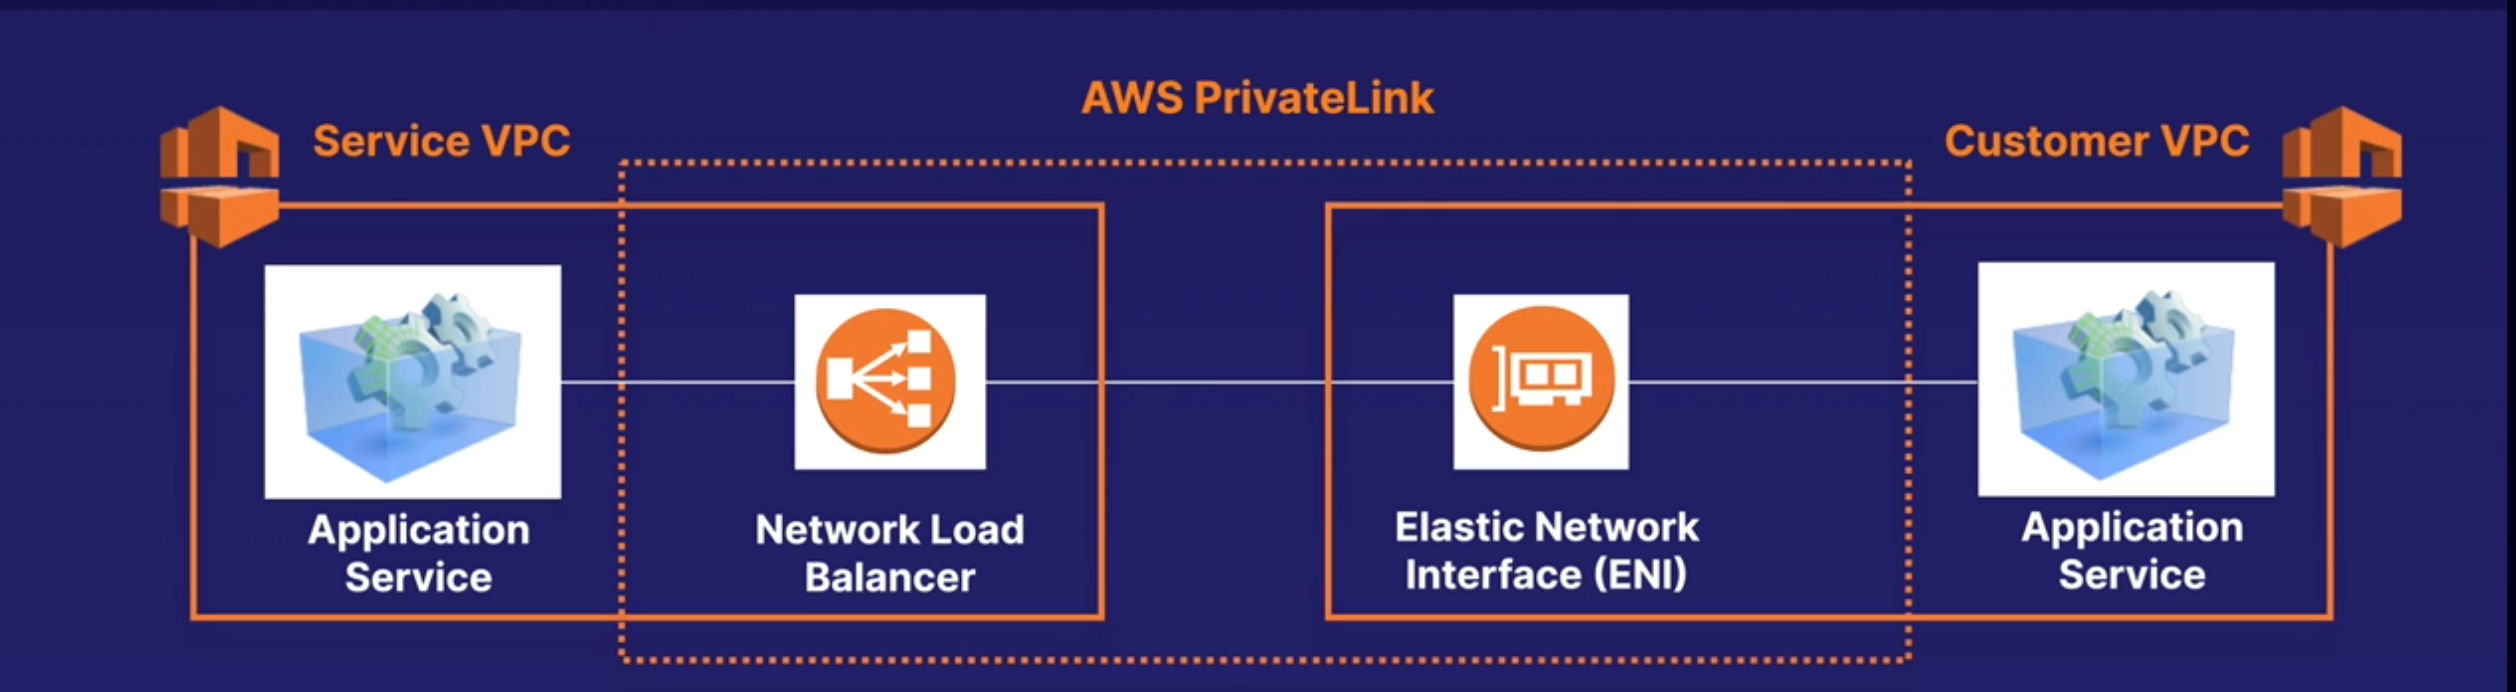 AWS PrivateLink
Service VPC
Customer VPC
Application
Service
Network Load
Balancer
Elastic Network
Interface (ENI)
Application
Service